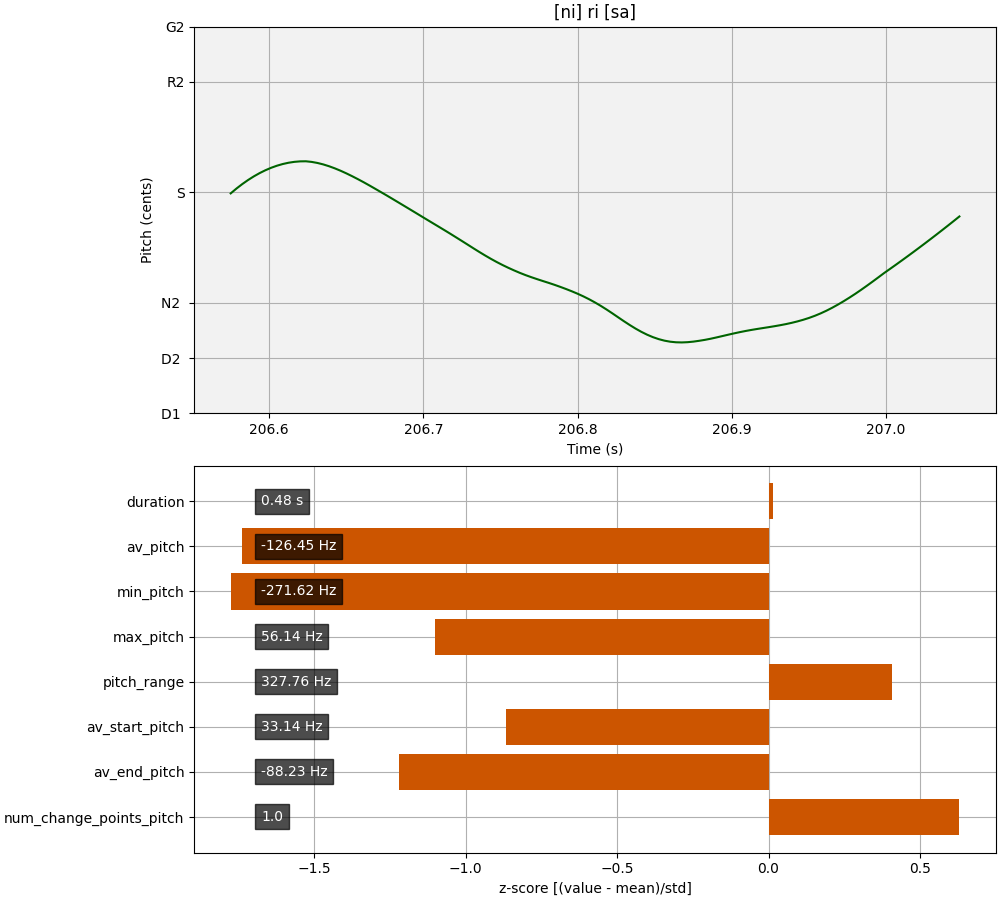 [ni] ri [sa]
G2
R2
S
N2
D2
D1
Pitch (cents)
206.6 206.7 206.8 206.9 207.0
Time (s)
duration 0.48 s
av_pitch -126.45 Hz
min_pitch -271.62 Hz
max_pitch 56.14 Hz
pitch_range 327.76 Hz
av_start_pitch 33.14 Hz
av_end_pitch -88.23 Hz
num_change_points_pitch 1.0
−1.5 −1.0 −0.5 0.0 0.5
z-score [(value - mean)/std]